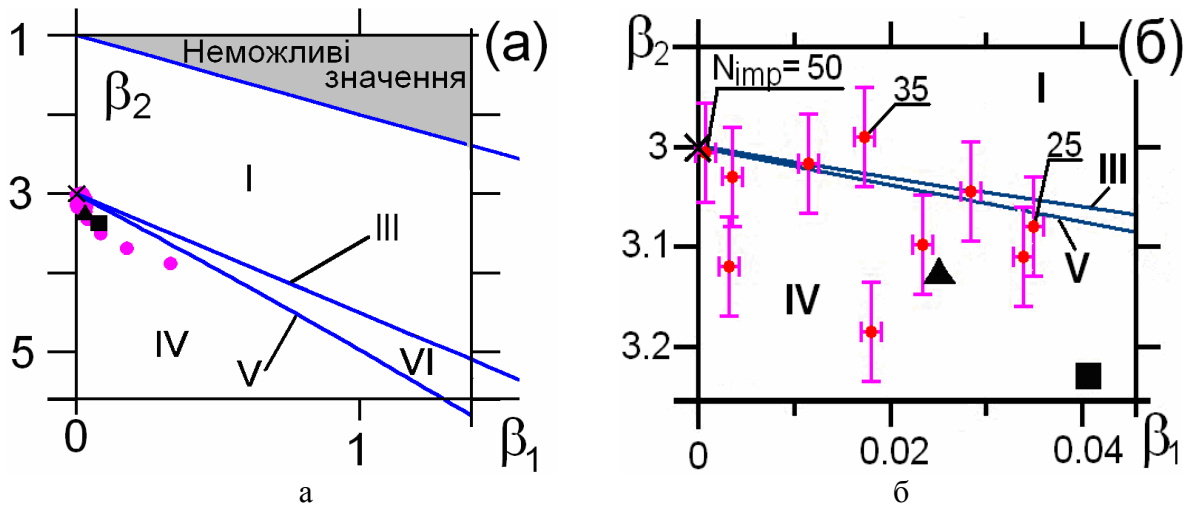 1
Неможливі
значення
(а)
β₂
3
I
III
IV
V
VI
5
0
1
β₁
а
β₂
(б)
Nimp= 50
35
I
3
25
III
V
3.1
IV
3.2
0
0.02
0.04
β₁
б